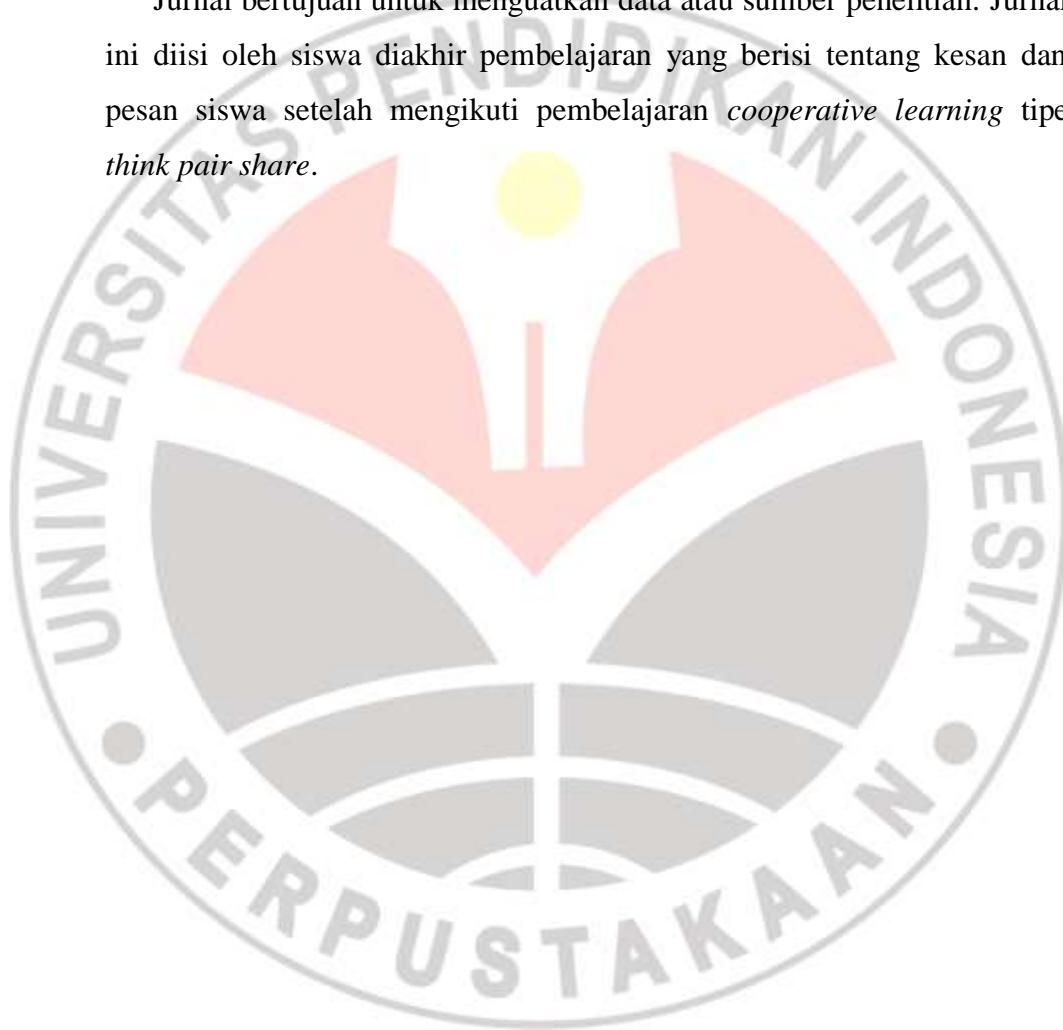 Jurnal bertujuan untuk menguatkan data atau sumber penelitian. Jurnal
ini diisi oleh siswa diakhir pembelajaran yang berisi tentang kesan dan
pesan siswa setelah mengikuti pembelajaran cooperative learning tipe
think pair share.
UNIVERSITAS PENDIDIKAN INDONESIA
PERPUSTAKAAN